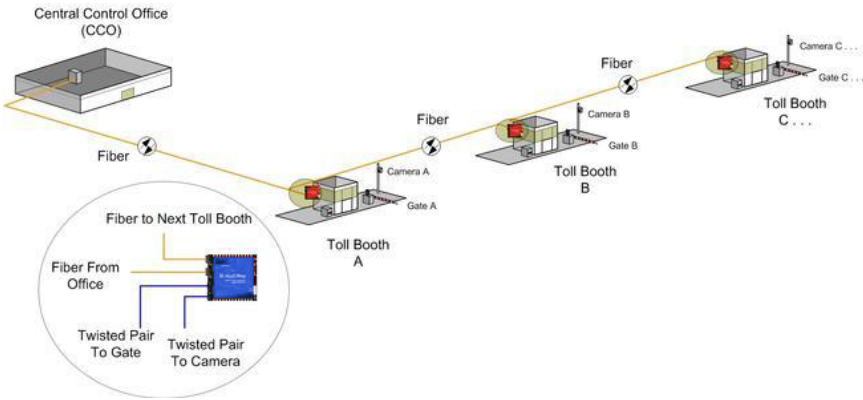 Central Control Office
(CCO)
Fiber
Fiber
Fiber
Camera A
Gate A
Toll Booth
A
Camera B
Gate B
Toll Booth
B
Camera C . . .
Gate C . . .
Toll Booth
C . . .
Fiber to Next Toll Booth
Fiber From
Office
Twisted Pair
To Gate
Twisted Pair
To Camera